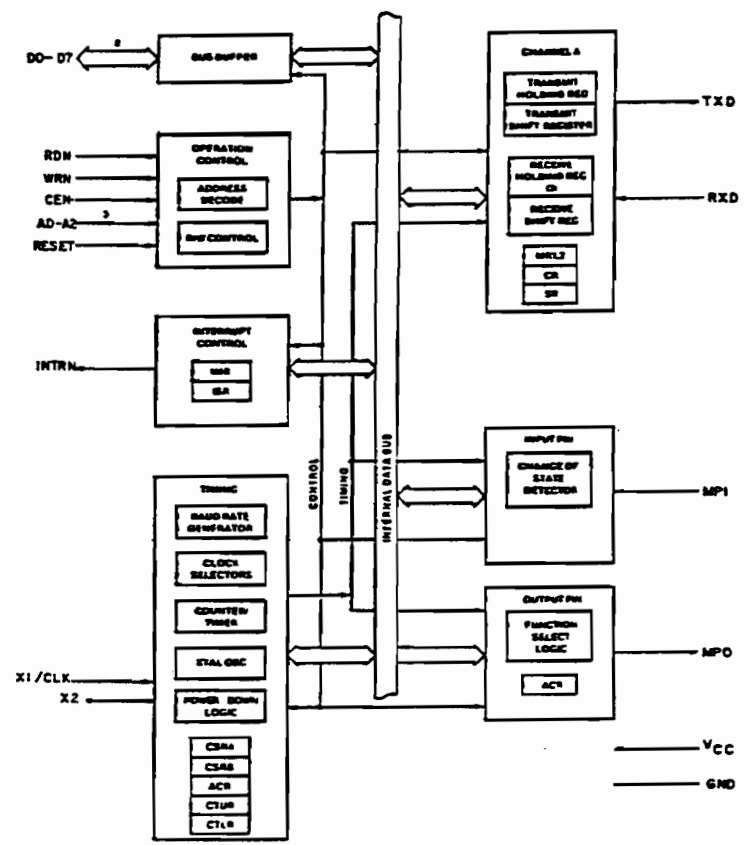 D0-D7
8
BUS BUFFER
RDN
WRN
CEN
A0-A2
3
RESET
OPERATION
CONTROL
ADDRESS
DECODE
R/W CONTROL
INTRN
INTERRUPT
CONTROL
IMR
ISR
TIMING
BAUD RATE
GENERATOR
CLOCK
SELECTORS
COUNTER/
TIMER
XTAL OSC
POWER DOWN
LOGIC
CSRA
CSRB
ACR
CTUR
CTLR
X1/CLK
X2
CONTROL
TIMING
INTERNAL DATA BUS
CHANNEL A
TRANSMIT
HOLDING REG
TRANSMIT
SHIFT REGISTER
RECEIVE
HOLDING REG
RECEIVE
SHIFT REG
MR1,2
CR
SR
TXD
RXD
INPUT PIN
CHANGE OF
STATE
DETECTOR
MPI
OUTPUT PIN
FUNCTION
SELECT
LOGIC
ACR
MPO
VCC
GND